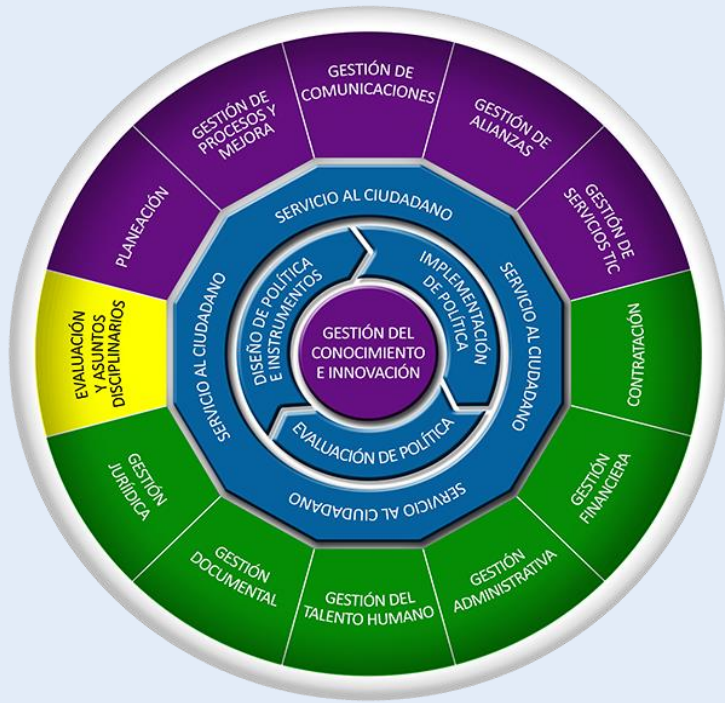 GESTIÓN DE
COMUNICACIONES
GESTIÓN DE
ALIANZAS
GESTIÓN DE
SERVICIOS TIC
CONTRATACIÓN
GESTIÓN
FINANCIERA
GESTIÓN
ADMINISTRATIVA
GESTIÓN DEL
TALENTO HUMANO
GESTIÓN
DOCUMENTAL
GESTIÓN
JURÍDICA
EVALUACIÓN
Y ASUNTOS
DISCIPLINARIOS
PLANEACIÓN
GESTIÓN DE
PROCESOS Y
MEJORA
SERVICIO AL CIUDADANO
SERVICIO AL CIUDADANO
SERVICIO AL CIUDADANO
SERVICIO AL CIUDADANO
DISEÑO DE POLÍTICA
E INSTRUMENTOS
IMPLEMENTACIÓN
DE POLÍTICA
EVALUACIÓN DE POLÍTICA
GESTIÓN DEL
CONOCIMIENTO
E INNOVACIÓN